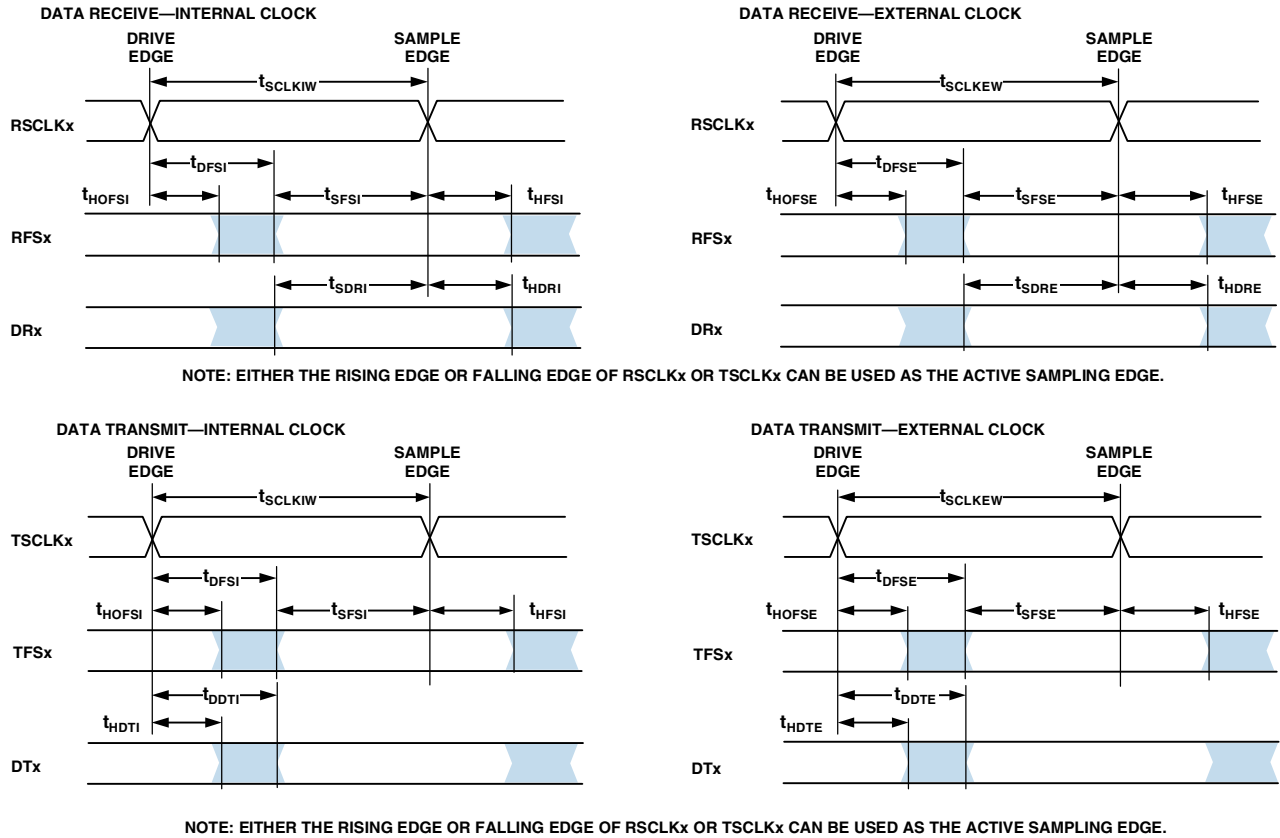 DATA RECEIVE—INTERNAL CLOCK
DRIVE EDGE
SAMPLE EDGE
tSCLKIW
RSCLKx
tDFSI
tHOFSI
tSFSI
tHFSI
RFSx
tSDRI
tHDRI
DRx
DATA RECEIVE—EXTERNAL CLOCK
DRIVE EDGE
SAMPLE EDGE
tSCLKEW
RSCLKx
tDFSE
tHOFSE
tSFSE
tHFSE
RFSx
tSDRE
tHDRE
DRx
NOTE: EITHER THE RISING EDGE OR FALLING EDGE OF RSCLKx OR TSCLKx CAN BE USED AS THE ACTIVE SAMPLING EDGE.
DATA TRANSMIT—INTERNAL CLOCK
DRIVE EDGE
SAMPLE EDGE
tSCLKIW
TSCLKx
tDFSI
tHOFSI
tSFSI
tHFSI
TFSx
tDDTI
tHDTI
DTx
DATA TRANSMIT—EXTERNAL CLOCK
DRIVE EDGE
SAMPLE EDGE
tSCLKEW
TSCLKx
tDFSE
tHOFSE
tSFSE
tHFSE
TFSx
tDDTE
tHDTE
DTx
NOTE: EITHER THE RISING EDGE OR FALLING EDGE OF RSCLKx OR TSCLKx CAN BE USED AS THE ACTIVE SAMPLING EDGE.